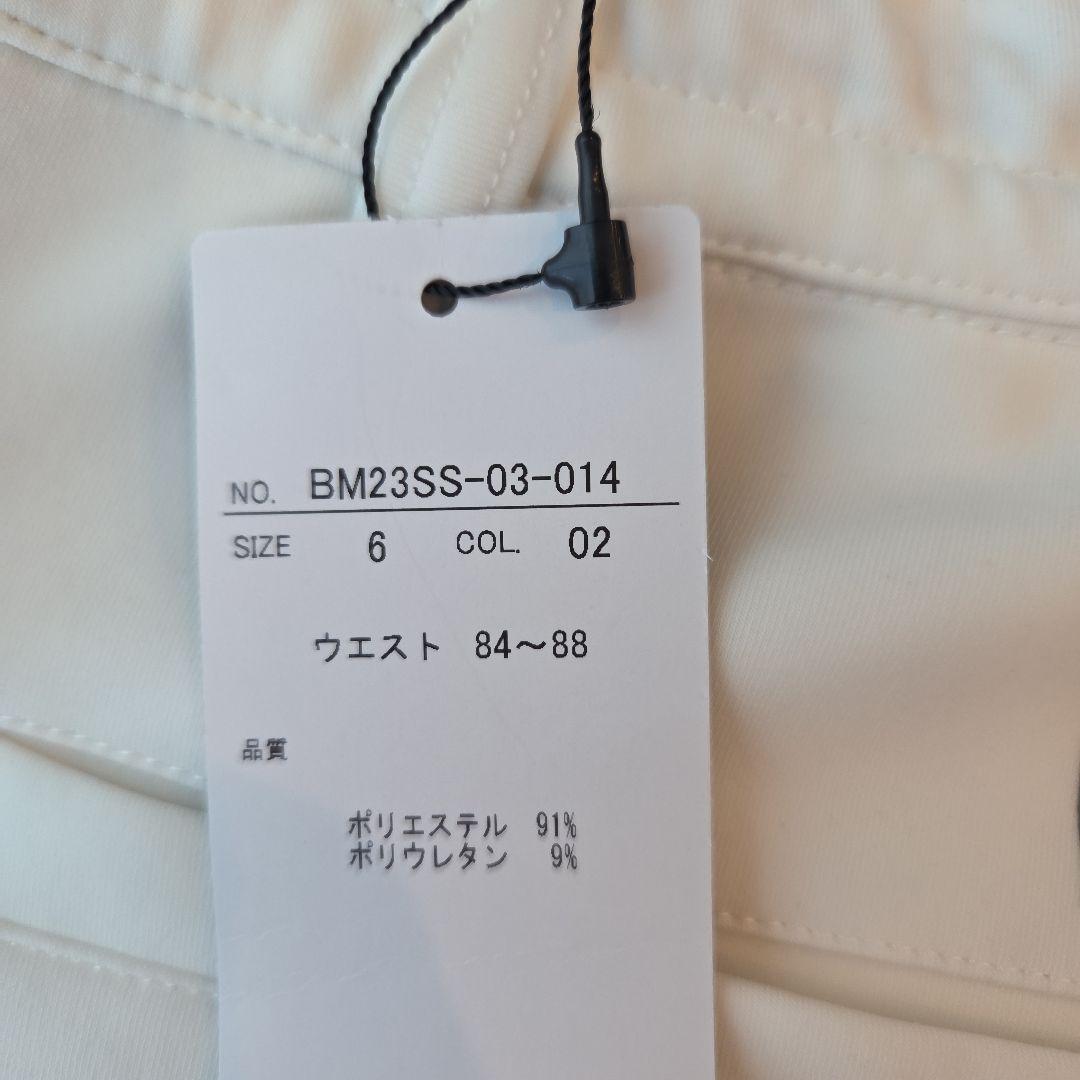 NO. BM23SS-03-014
SIZE 6 COL. 02
ウエスト 84～88
品質
ポリエステル 91%
ポリウレタン 9%